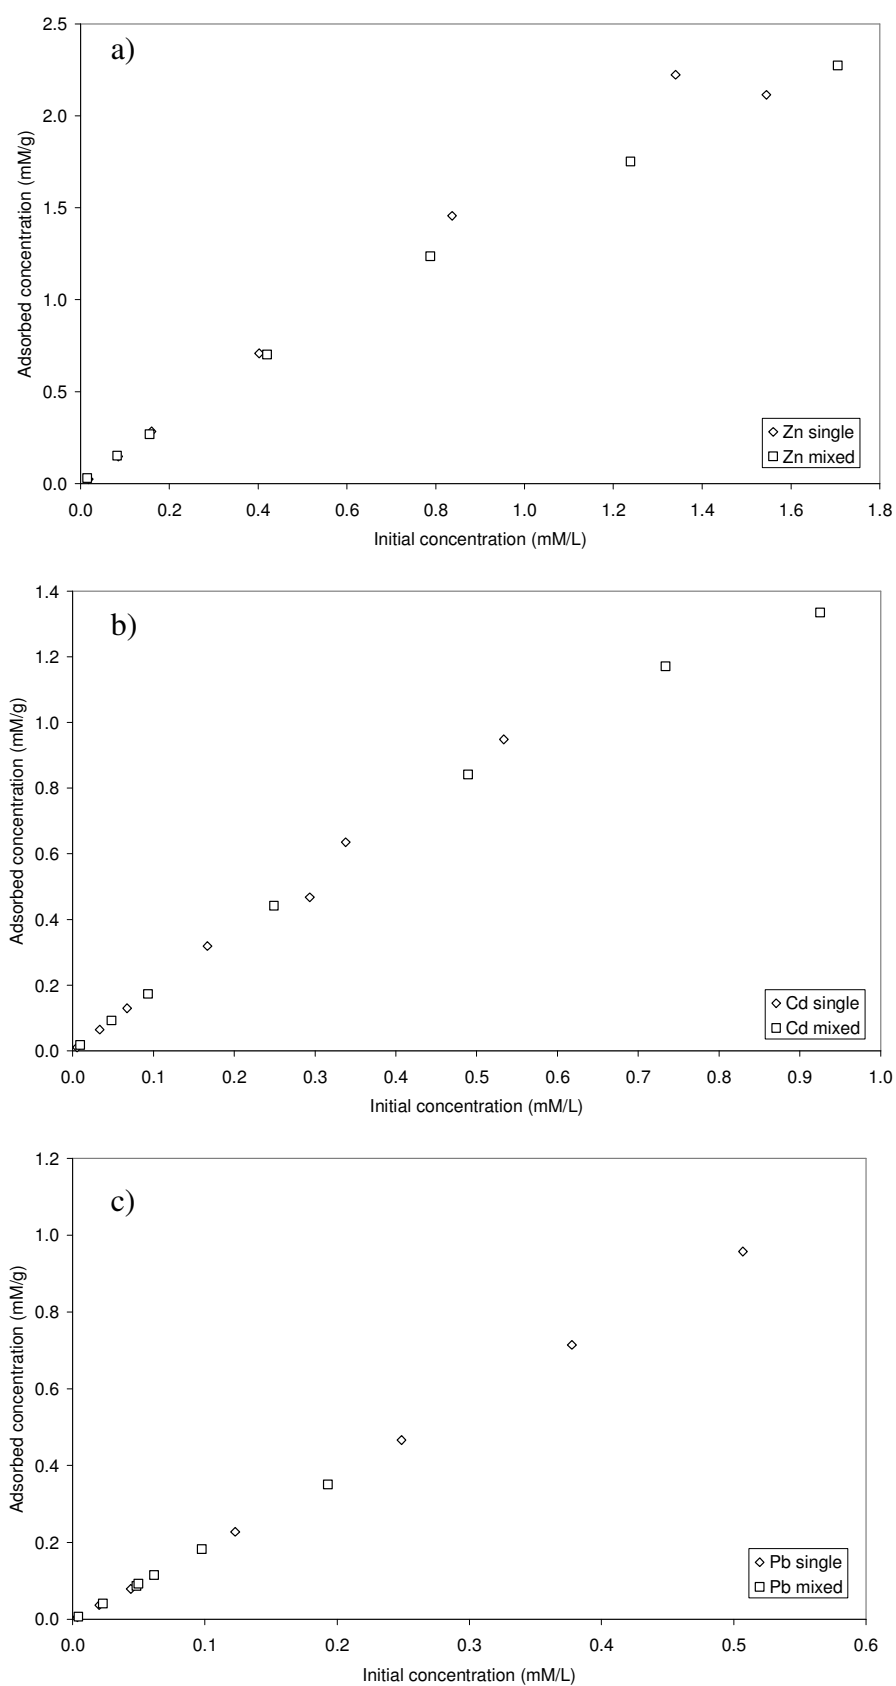 a)
2.5
2.0
1.5
1.0
0.5
0.0
Adsorbed concentration (mM/g)
Zn single
Zn mixed
0.0 0.2 0.4 0.6 0.8 1.0 1.2 1.4 1.6 1.8
Initial concentration (mM/L)
b)
1.4
1.2
1.0
0.8
0.6
0.4
0.2
0.0
Adsorbed concentration (mM/g)
Cd single
Cd mixed
0.0 0.1 0.2 0.3 0.4 0.5 0.6 0.7 0.8 0.9 1.0
Initial concentration (mM/L)
c)
1.2
1.0
0.8
0.6
0.4
0.2
0.0
Adsorbed concentration (mM/g)
Pb single
Pb mixed
0.0 0.1 0.2 0.3 0.4 0.5 0.6
Initial concentration (mM/L)